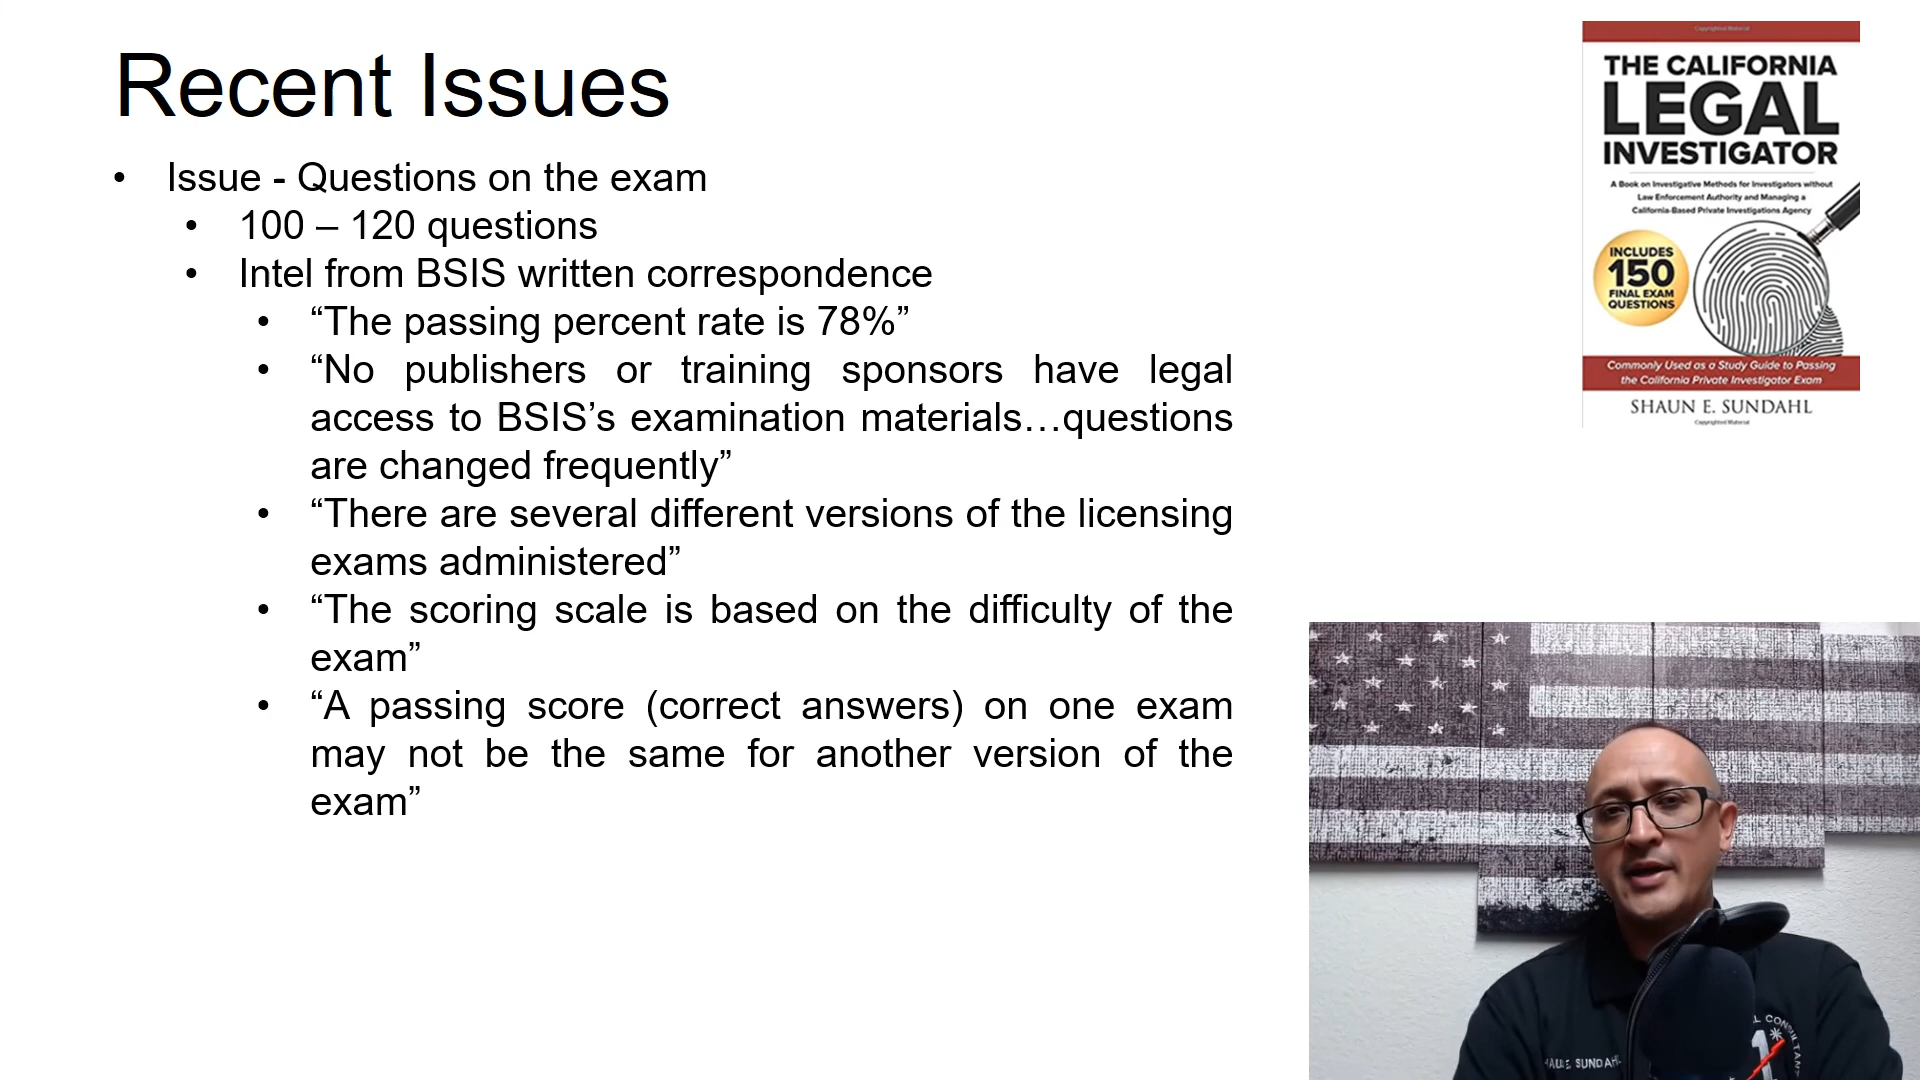 Recent Issues
• Issue - Questions on the exam
• 100 – 120 questions
• Intel from BSIS written correspondence
• “The passing percent rate is 78%”
• “No publishers or training sponsors have legal
access to BSIS’s examination materials…questions
are changed frequently”
• “There are several different versions of the licensing
exams administered”
• “The scoring scale is based on the difficulty of the
exam”
• “A passing score (correct answers) on one exam
may not be the same for another version of the
exam”
Copyrighted Material
THE CALIFORNIA
LEGAL
INVESTIGATOR
A Book on Investigative Methods for Investigators without
Law Enforcement Authority and Managing a
California-Based Private Investigations Agency
INCLUDES
150
FINAL EXAM
QUESTIONS
Commonly Used as a Study Guide to Passing
the California Private Investigator Exam
SHAUN E. SUNDAHL
Copyrighted Material
SUNDAHL